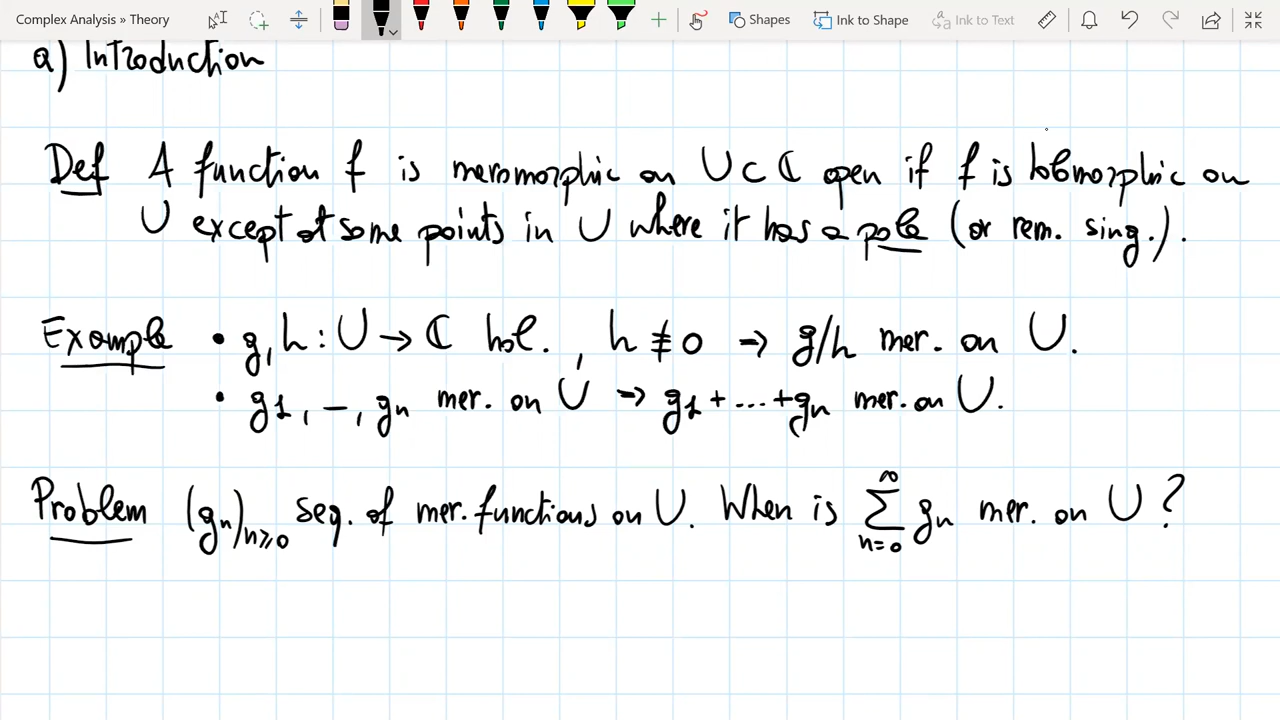 Complex Analysis » Theory
Shapes
Ink to Shape
Ink to Text
a) Introduction
Def A function f is meromorphic on U ⊂ ℂ open if f is holomorphic on
U except at some points in U where it has a pole (or rem. sing.).
Example • g, h : U → ℂ hol., h ≢ 0 → g/h mer. on U.
• g1, –, gn mer. on U → g1 + ... + gn mer. on U.
Problem (gn)n≥0 seq. of mer. functions on U. When is ∑_{n=0}^{∞} gn mer. on U?